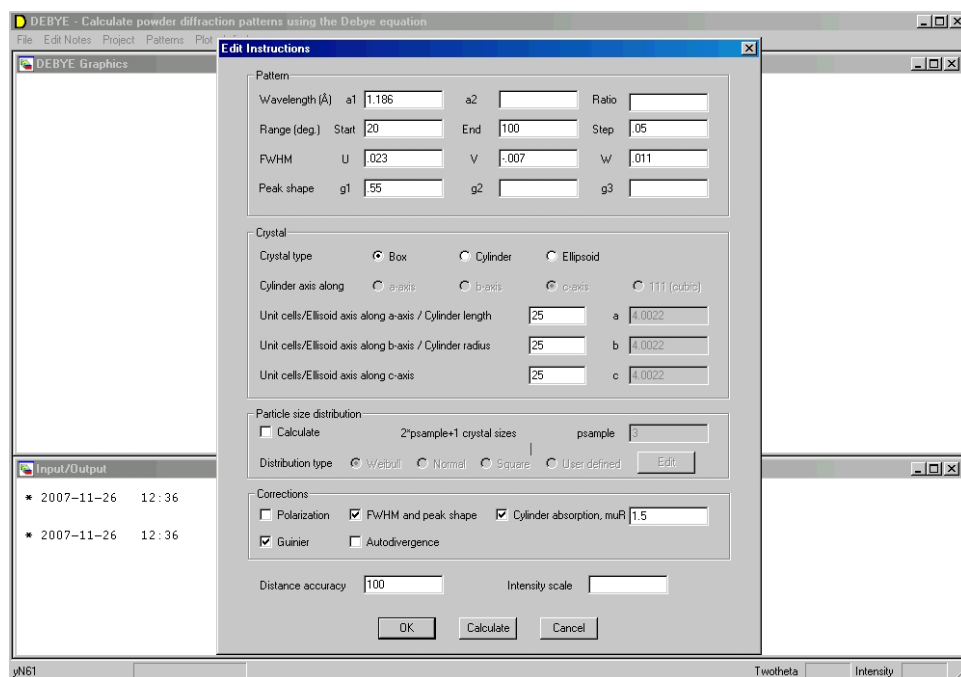 DEBYE - Calculate powder diffraction patterns using the Debye equation
File Edit Notes Project Patterns Plot
DEBYE Graphics
Edit Instructions
Pattern
Wavelength (Å) a1 1.186 a2 Ratio
Range (deg.) Start 20 End 100 Step .05
FWHM U .023 V -.007 W .011
Peak shape g1 .55 g2 g3
Crystal
Crystal type Box Cylinder Ellipsoid
Cylinder axis along a-axis b-axis c-axis 111 (cubic)
Unit cells/Ellisoid axis along a-axis / Cylinder length 25 a 4.0022
Unit cells/Ellisoid axis along b-axis / Cylinder radius 25 b 4.0022
Unit cells/Ellisoid axis along c-axis 25 c 4.0022
Particle size distribution
Calculate 2*psample+1 crystal sizes psample 3
Distribution type Weibull Normal Square User defined Edit
Input/Output
* 2007-11-26 12:36
* 2007-11-26 12:36
Corrections
Polarization FWHM and peak shape Cylinder absorption, muR 1.5
Guinier Autodivergence
Distance accuracy 100 Intensity scale
OK Calculate Cancel
yN61 Twotheta Intensity